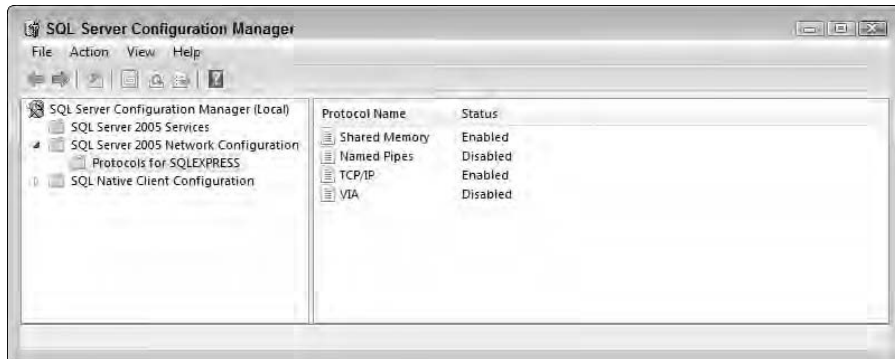 SQL Server Configuration Manager
File Action View Help
SQL Server Configuration Manager (Local)
SQL Server 2005 Services
SQL Server 2005 Network Configuration
Protocols for SQLEXPRESS
SQL Native Client Configuration
Protocol Name Status
Shared Memory Enabled
Named Pipes Disabled
TCP/IP Enabled
VIA Disabled